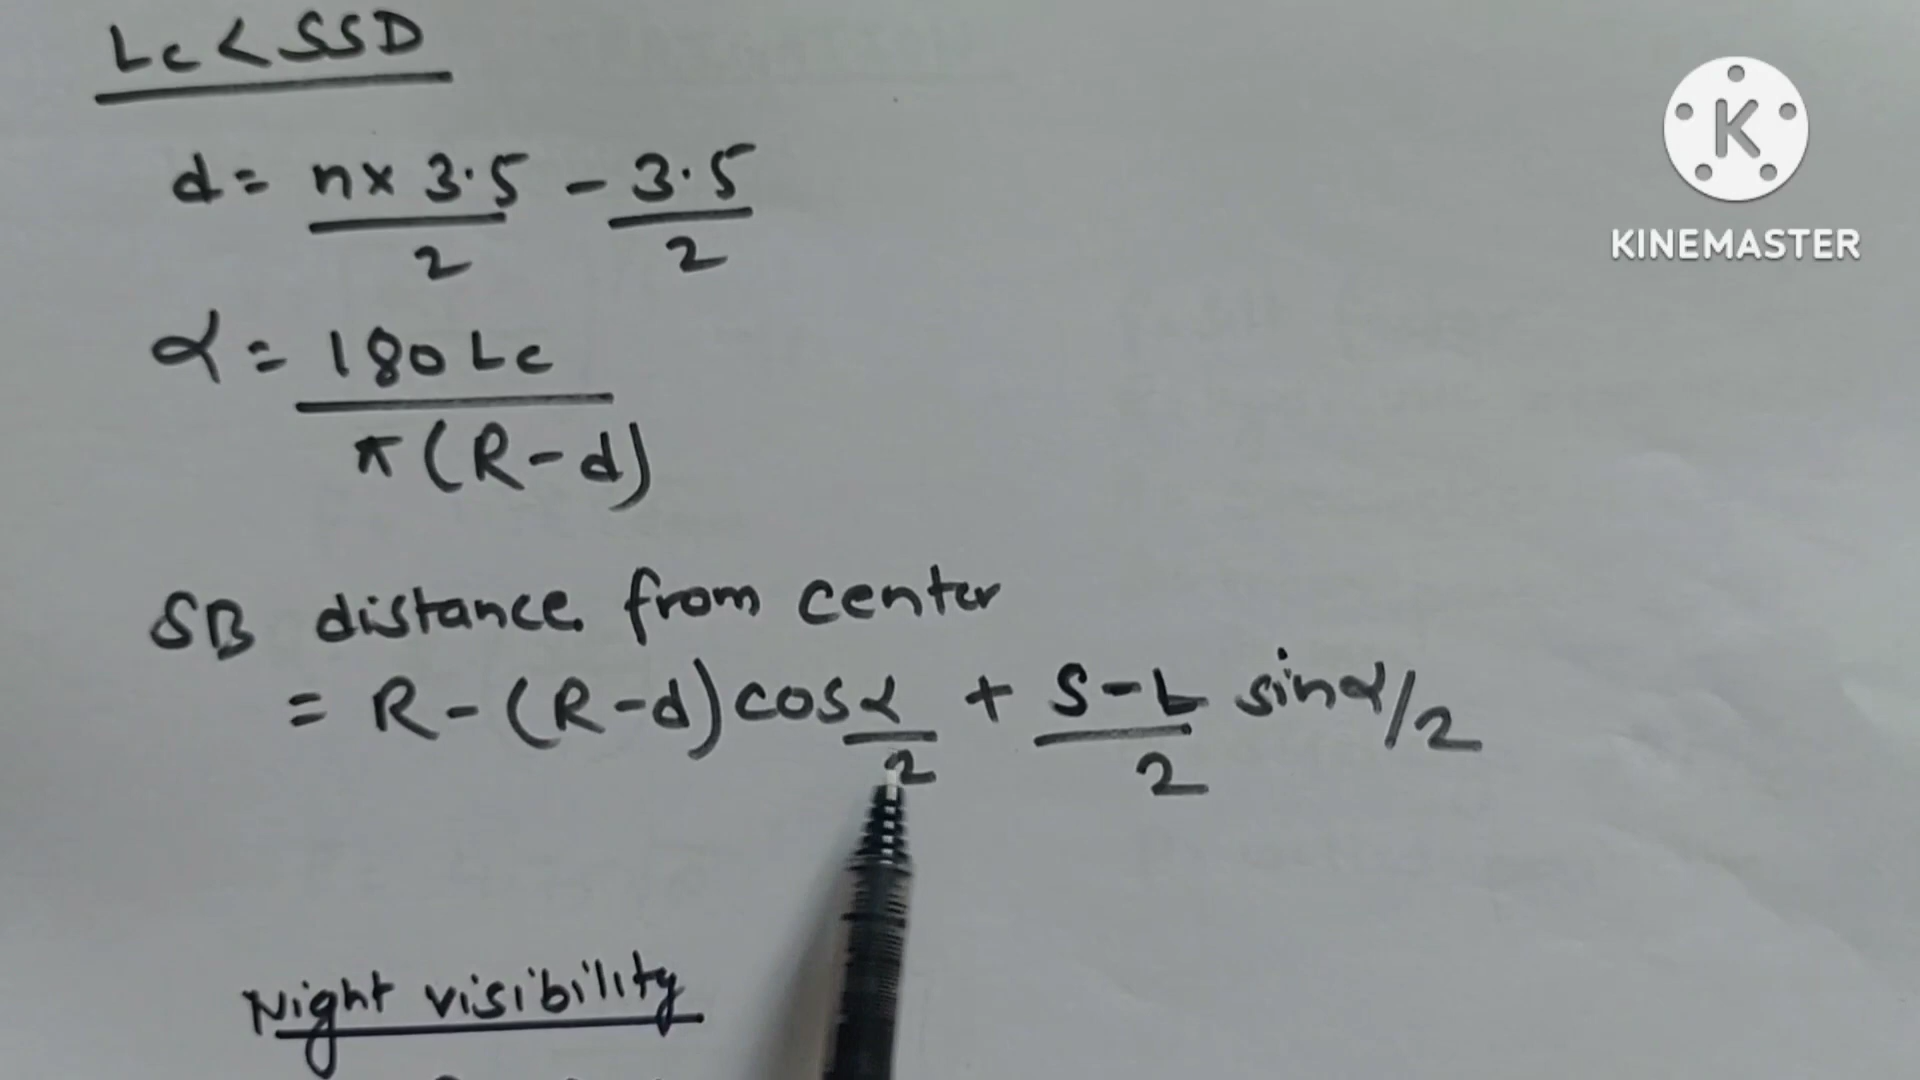 Lc < SSD
K
KINEMASTER
d = n x 3.5 / 2 - 3.5 / 2
α = 180 Lc / π (R-d)
SB distance from center
= R - (R-d) cos α/2 + S-L / 2 sin α/2
Night visibility